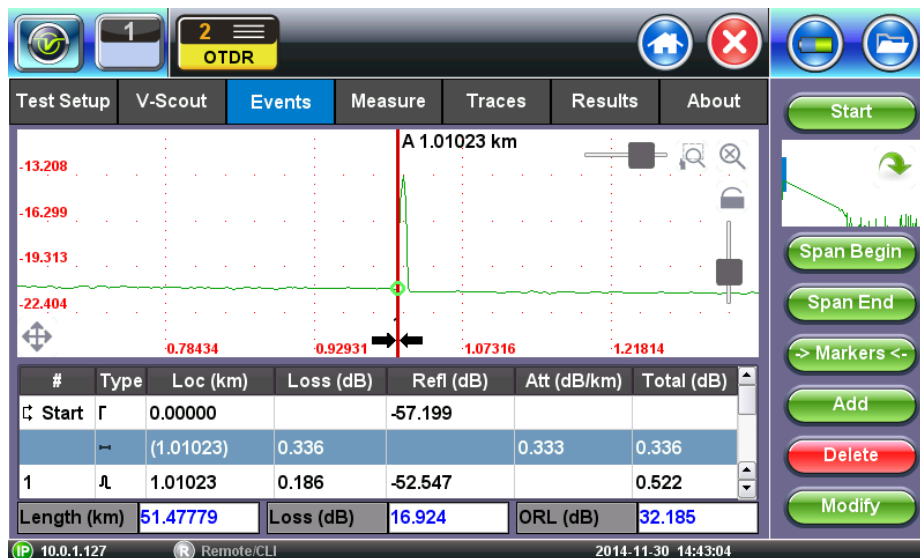 1
2
OTDR
Test Setup V-Scout Events Measure Traces Results About
Start
A 1.01023 km
-13.208
-16.299
-19.313
-22.404
1
0.78434 0.92931 1.07316 1.21814
Span Begin
Span End
-> Markers <-
Add
Delete
Modify
# Type Loc (km) Loss (dB) Refl (dB) Att (dB/km) Total (dB)
Start 0.00000 -57.199
(1.01023) 0.336 0.333 0.336
1 1.01023 0.186 -52.547 0.522
Length (km) 51.47779 Loss (dB) 16.924 ORL (dB) 32.185
IP 10.0.1.127 R Remote/CLI 2014-11-30 14:43:04